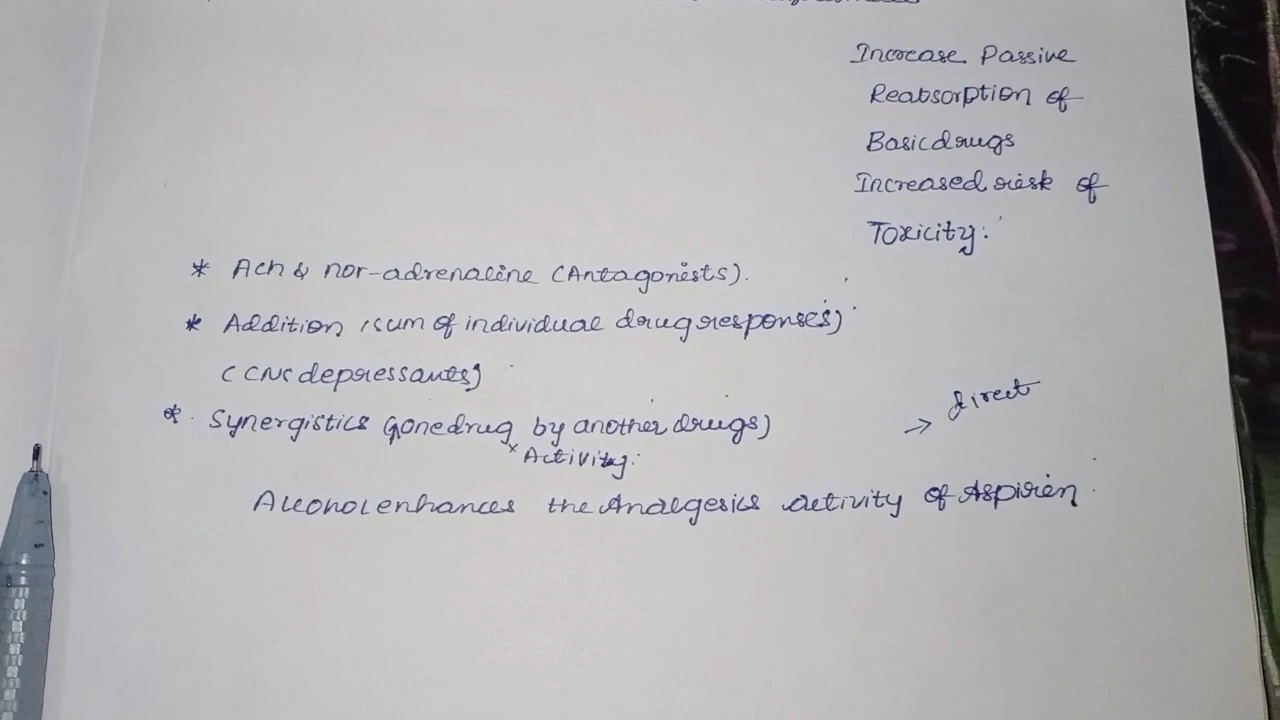 Increase Passive
Reabsorption of
Basic drugs
Increased risk of
Toxicity.
* Ach & nor-adrenaline (Antagonists).
* Addition (sum of individual drug responses)
(CNS depressants)
* Synergistics (one drug by another drugs)
→ direct
x Activity.
Alcohol enhances the Analgesics activity of Aspirin.